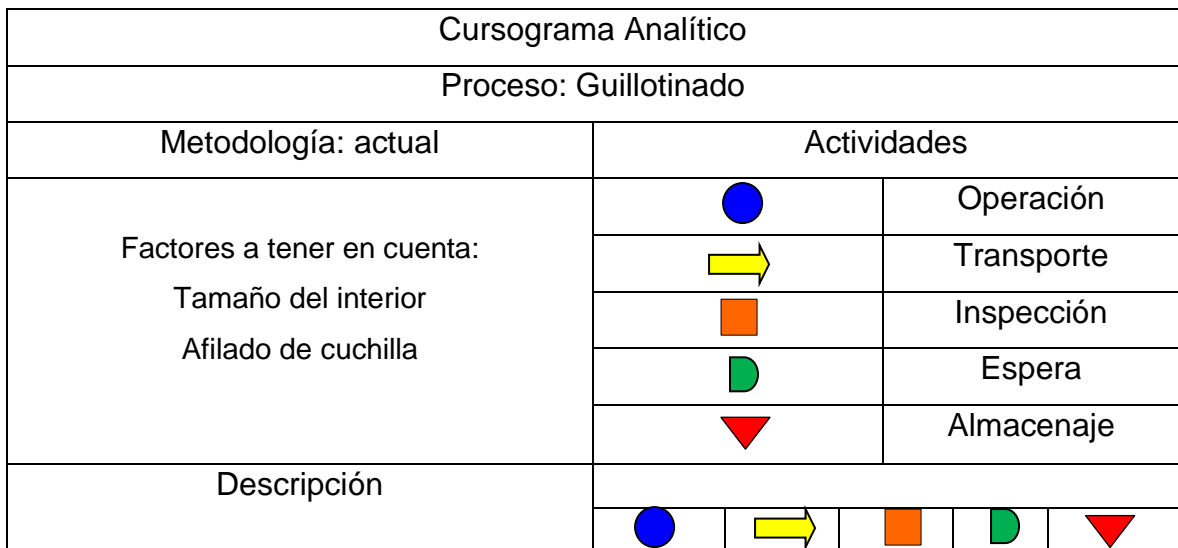 Cursograma Analítico
Proceso: Guillotinado
Metodología: actual
Actividades
Factores a tener en cuenta:
Tamaño del interior
Afilado de cuchilla
Operación
Transporte
Inspección
Espera
Almacenaje
Descripción